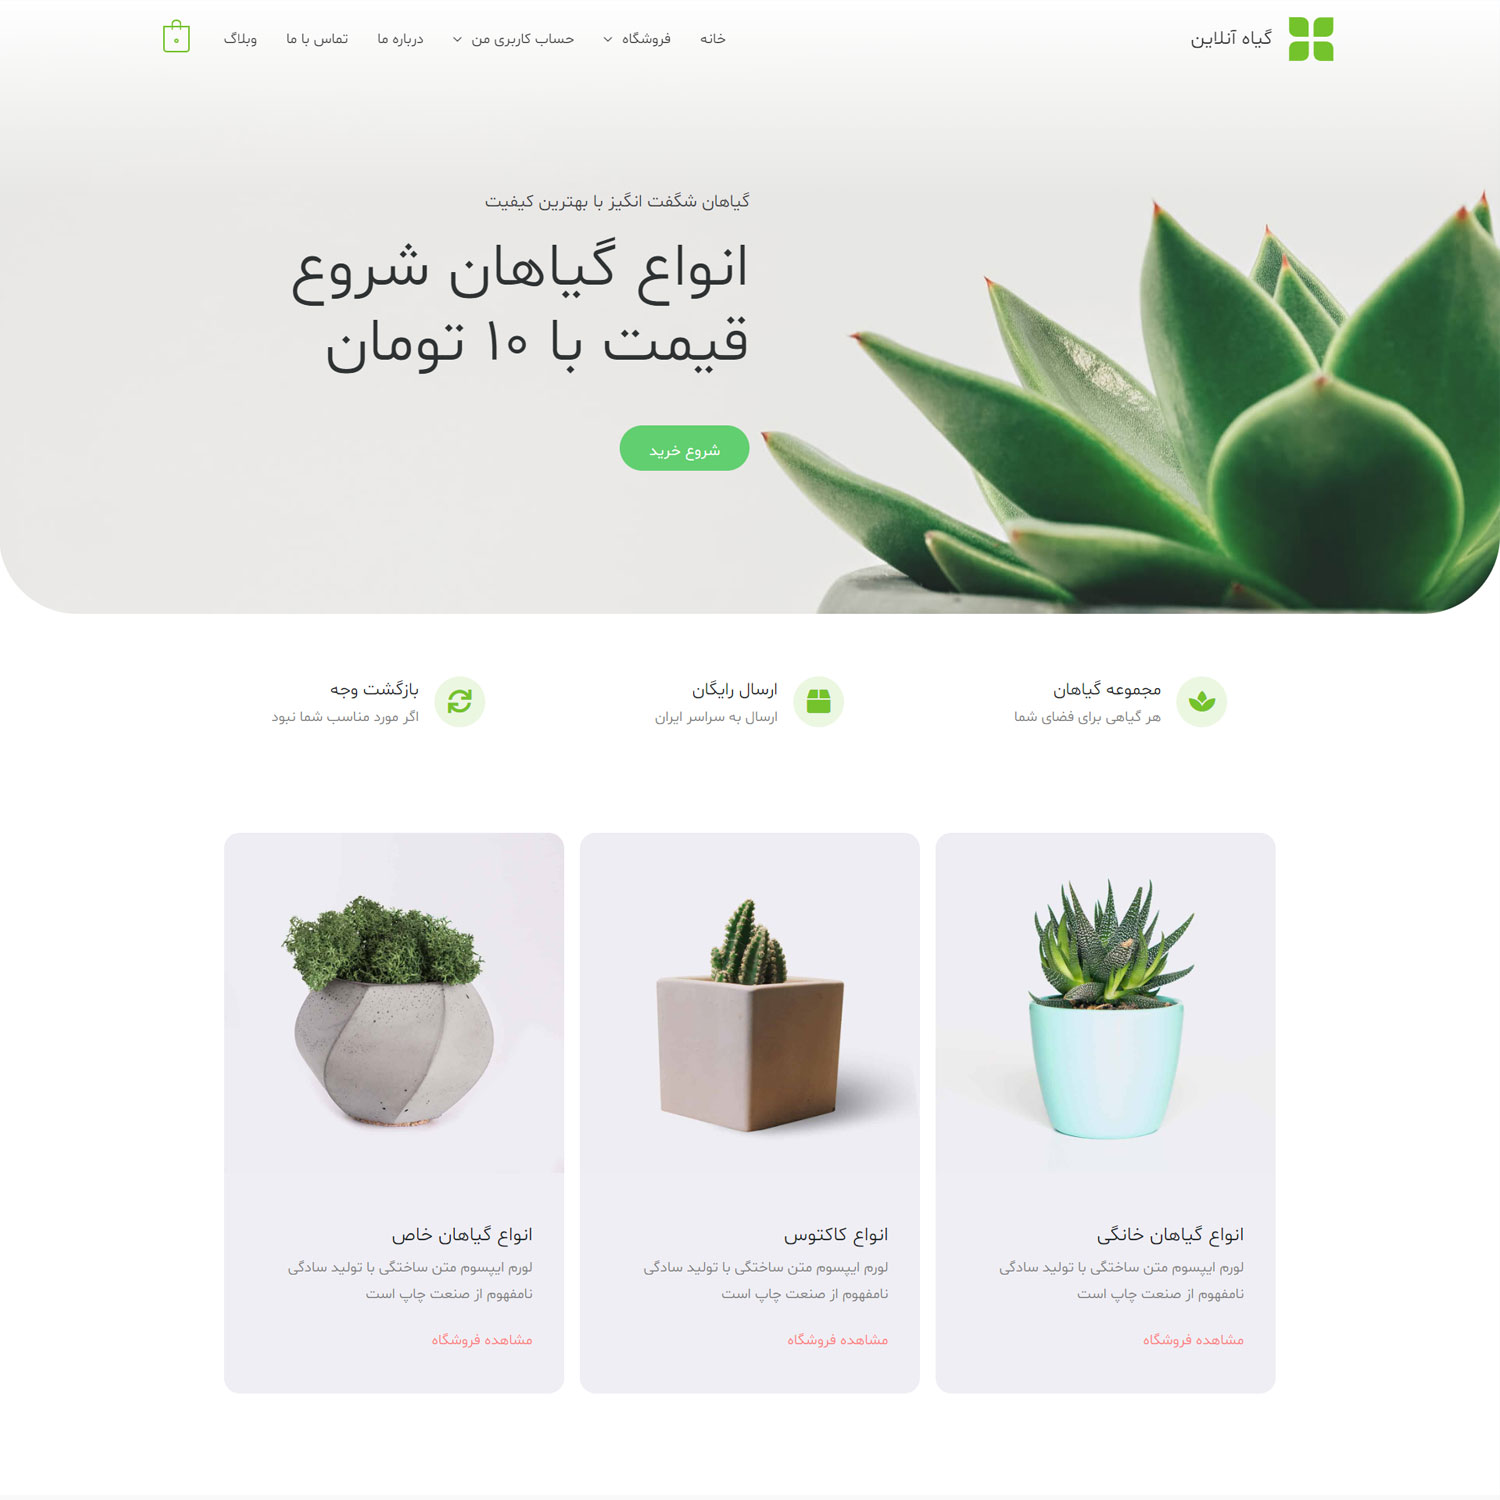 گیاه آنلاین
خانه
فروشگاه
حساب کاربری من
درباره ما
تماس با ما
وبلاگ
۰
گیاهان شگفت انگیز با بهترین کیفیت
انواع گیاهان شروع
قیمت با ۱۰ تومان
شروع خرید
مجموعه گیاهان
هر گیاهی برای فضای شما
ارسال رایگان
ارسال به سراسر ایران
بازگشت وجه
اگر مورد مناسب شما نبود
انواع گیاهان خانگی
لورم ایپسوم متن ساختگی با تولید سادگی
نامفهوم از صنعت چاپ است
مشاهده فروشگاه
انواع کاکتوس
لورم ایپسوم متن ساختگی با تولید سادگی
نامفهوم از صنعت چاپ است
مشاهده فروشگاه
انواع گیاهان خاص
لورم ایپسوم متن ساختگی با تولید سادگی
نامفهوم از صنعت چاپ است
مشاهده فروشگاه